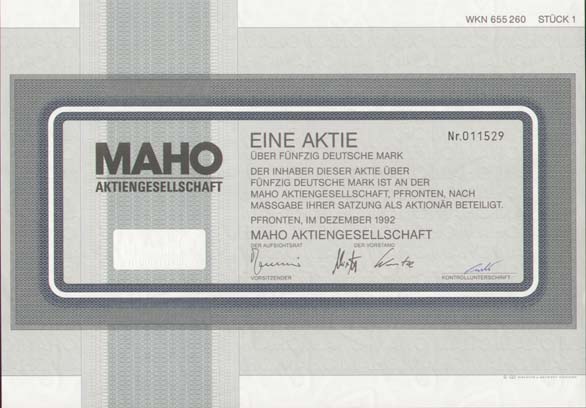 WKN 655 260 STÜCK 1
MAHO
AKTIENGESELLSCHAFT
EINE AKTIE Nr.011529
ÜBER FÜNFZIG DEUTSCHE MARK
DER INHABER DIESER AKTIE ÜBER
FÜNFZIG DEUTSCHE MARK IST AN DER
MAHO AKTIENGESELLSCHAFT, PFRONTEN, NACH
MASSGABE IHRER SATZUNG ALS AKTIONÄR BETEILIGT.
PFRONTEN, IM DEZEMBER 1992
MAHO AKTIENGESELLSCHAFT
DER AUFSICHTSRAT DER VORSTAND
VORSITZENDER KONTROLLUNTERSCHRIFT